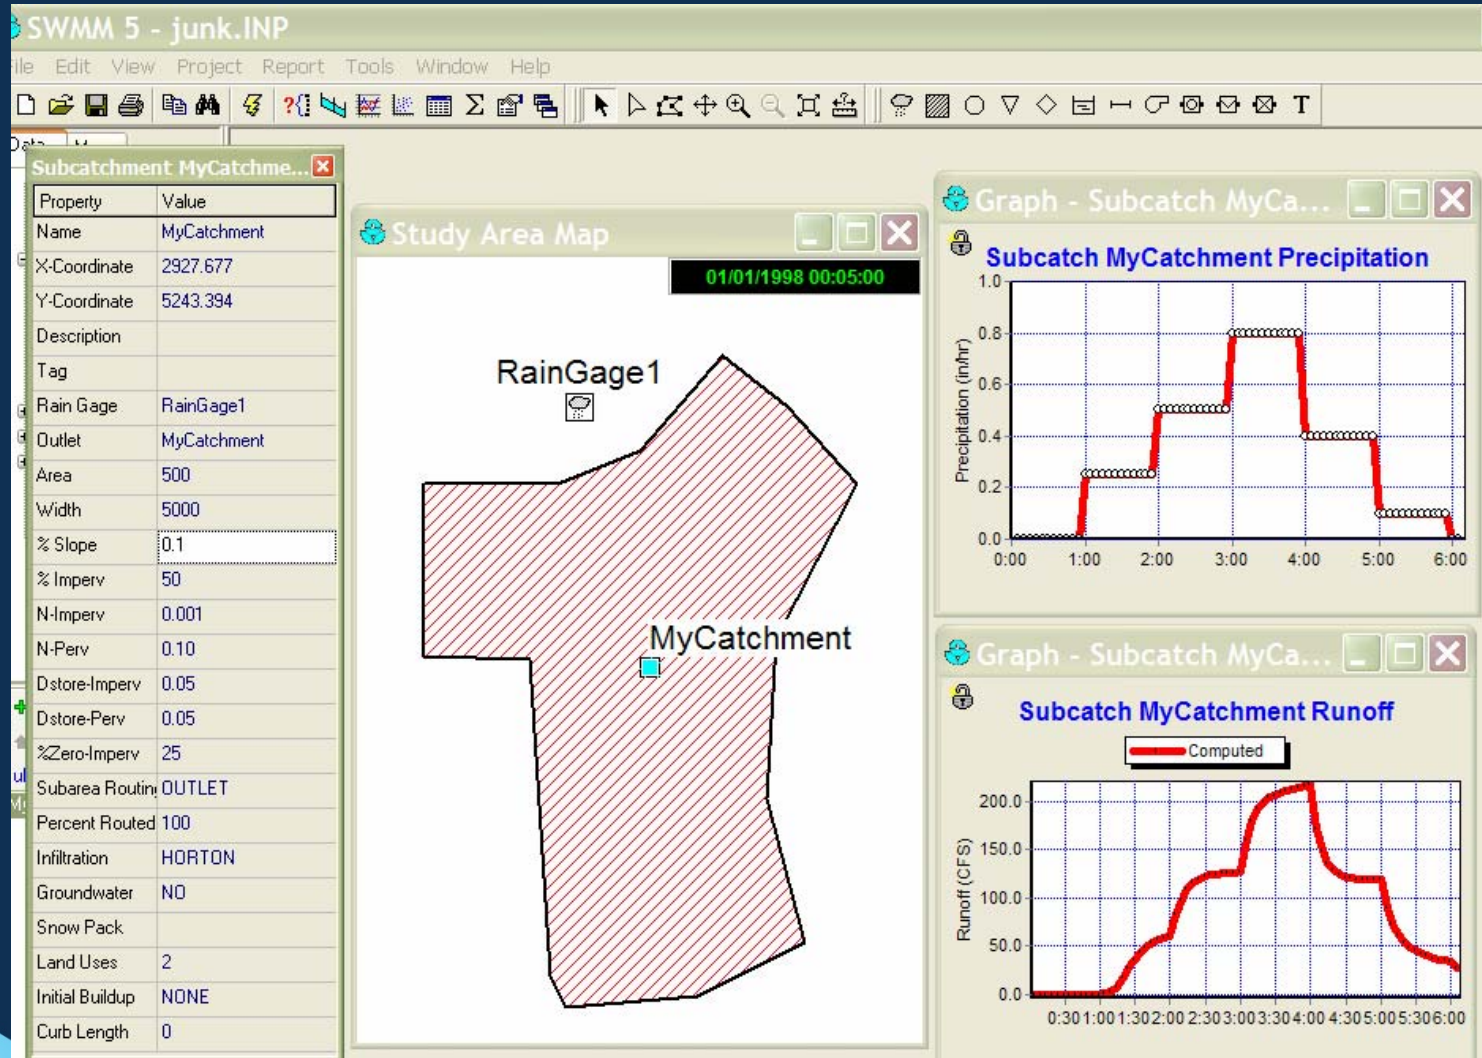 SWMM 5 - junk.INP
File Edit View Project Report Tools Window Help
Subcatchment MyCatchme...
Property Value
Name MyCatchment
X-Coordinate 2927.677
Y-Coordinate 5243.394
Description
Tag
Rain Gage RainGage1
Outlet MyCatchment
Area 500
Width 5000
% Slope 0.1
% Imperv 50
N-Imperv 0.001
N-Perv 0.10
Dstore-Imperv 0.05
Dstore-Perv 0.05
%Zero-Imperv 25
Subarea Routin OUTLET
Percent Routed 100
Infiltration HORTON
Groundwater NO
Snow Pack
Land Uses 2
Initial Buildup NONE
Curb Length 0
Study Area Map
01/01/1998 00:05:00
RainGage1
MyCatchment
Graph - Subcatch MyCa...
Subcatch MyCatchment Precipitation
Precipitation (in/hr)
1.0
0.8
0.6
0.4
0.2
0.0
0:00 1:00 2:00 3:00 4:00 5:00 6:00
Graph - Subcatch MyCa...
Subcatch MyCatchment Runoff
Computed
Runoff (CFS)
200.0
150.0
100.0
50.0
0.0
0:30 1:00 1:30 2:00 2:30 3:00 3:30 4:00 4:30 5:00 5:30 6:00